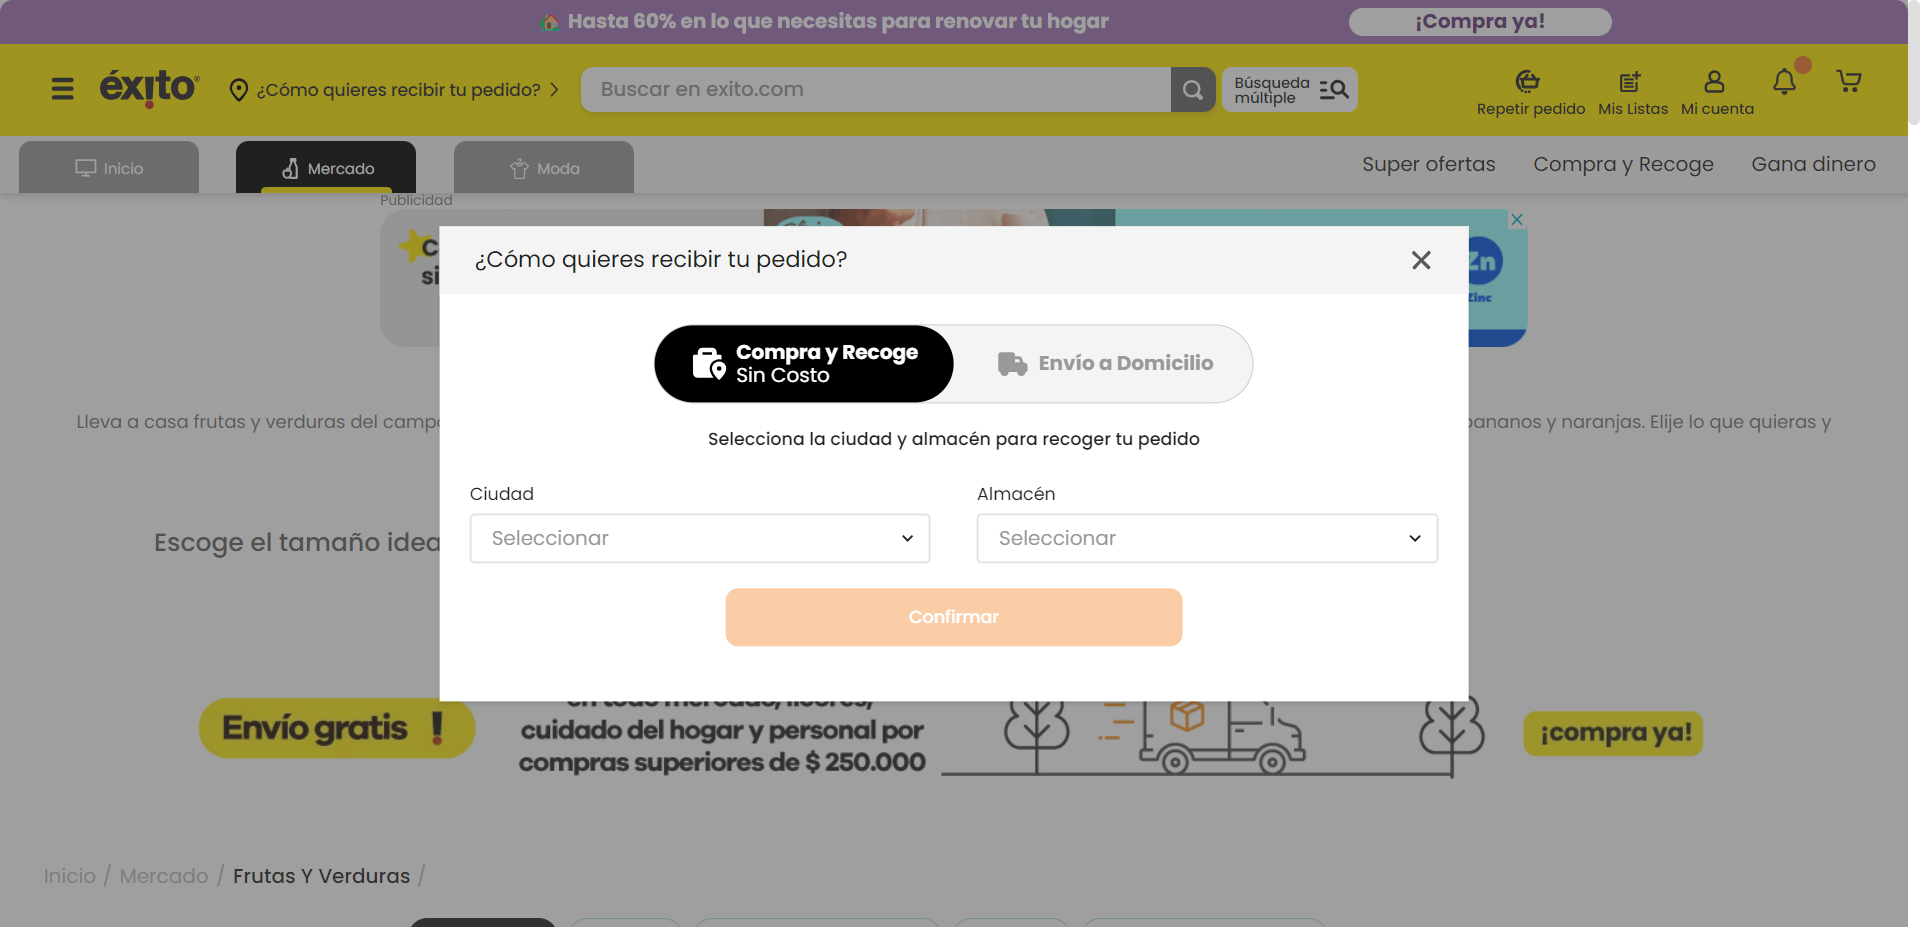 Hasta 60% en lo que necesitas para renovar tu hogar
¡Compra ya!
éxito
¿Cómo quieres recibir tu pedido?
Buscar en exito.com
Búsqueda
múltiple
Repetir pedido
Mis Listas
Mi cuenta
Inicio
Mercado
Moda
Super ofertas
Compra y Recoge
Gana dinero
Publicidad
Zn
Zinc
¿Cómo quieres recibir tu pedido?
Compra y Recoge
Sin Costo
Envío a Domicilio
Lleva a casa frutas y verduras del
bananos y naranjas. Elije lo que quieras y
Selecciona la ciudad y almacén para recoger tu pedido
Ciudad
Almacén
Seleccionar
Seleccionar
Escoge el tamaño
Confirmar
Envío gratis !
en todo mercado, licores,
cuidado del hogar y personal por
compras superiores de $ 250.000
¡compra ya!
Inicio / Mercado / Frutas Y Verduras /